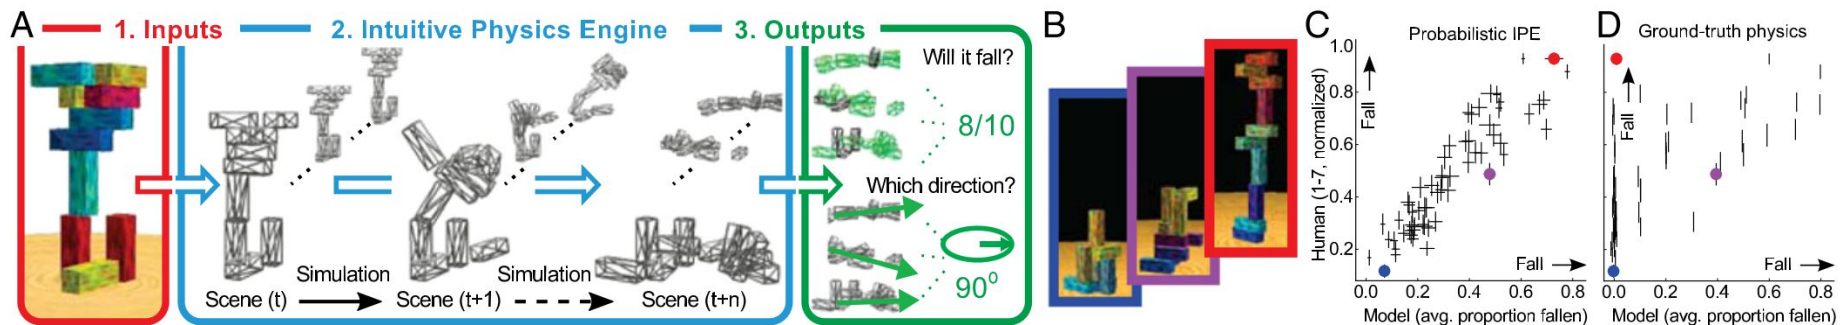 A
1. Inputs
2. Intuitive Physics Engine
3. Outputs
Simulation
Simulation
Scene (t)
Scene (t+1)
Scene (t+n)
Will it fall?
8/10
Which direction?
90º
B
C
Probabilistic IPE
Human (1-7, normalized)
1.0
0.8
0.6
0.4
0.2
Fall
Fall
0.0
0.2
0.4
0.6
0.8
Model (avg. proportion fallen)
D
Ground-truth physics
Fall
Fall
0.0
0.2
0.4
0.6
0.8
Model (avg. proportion fallen)